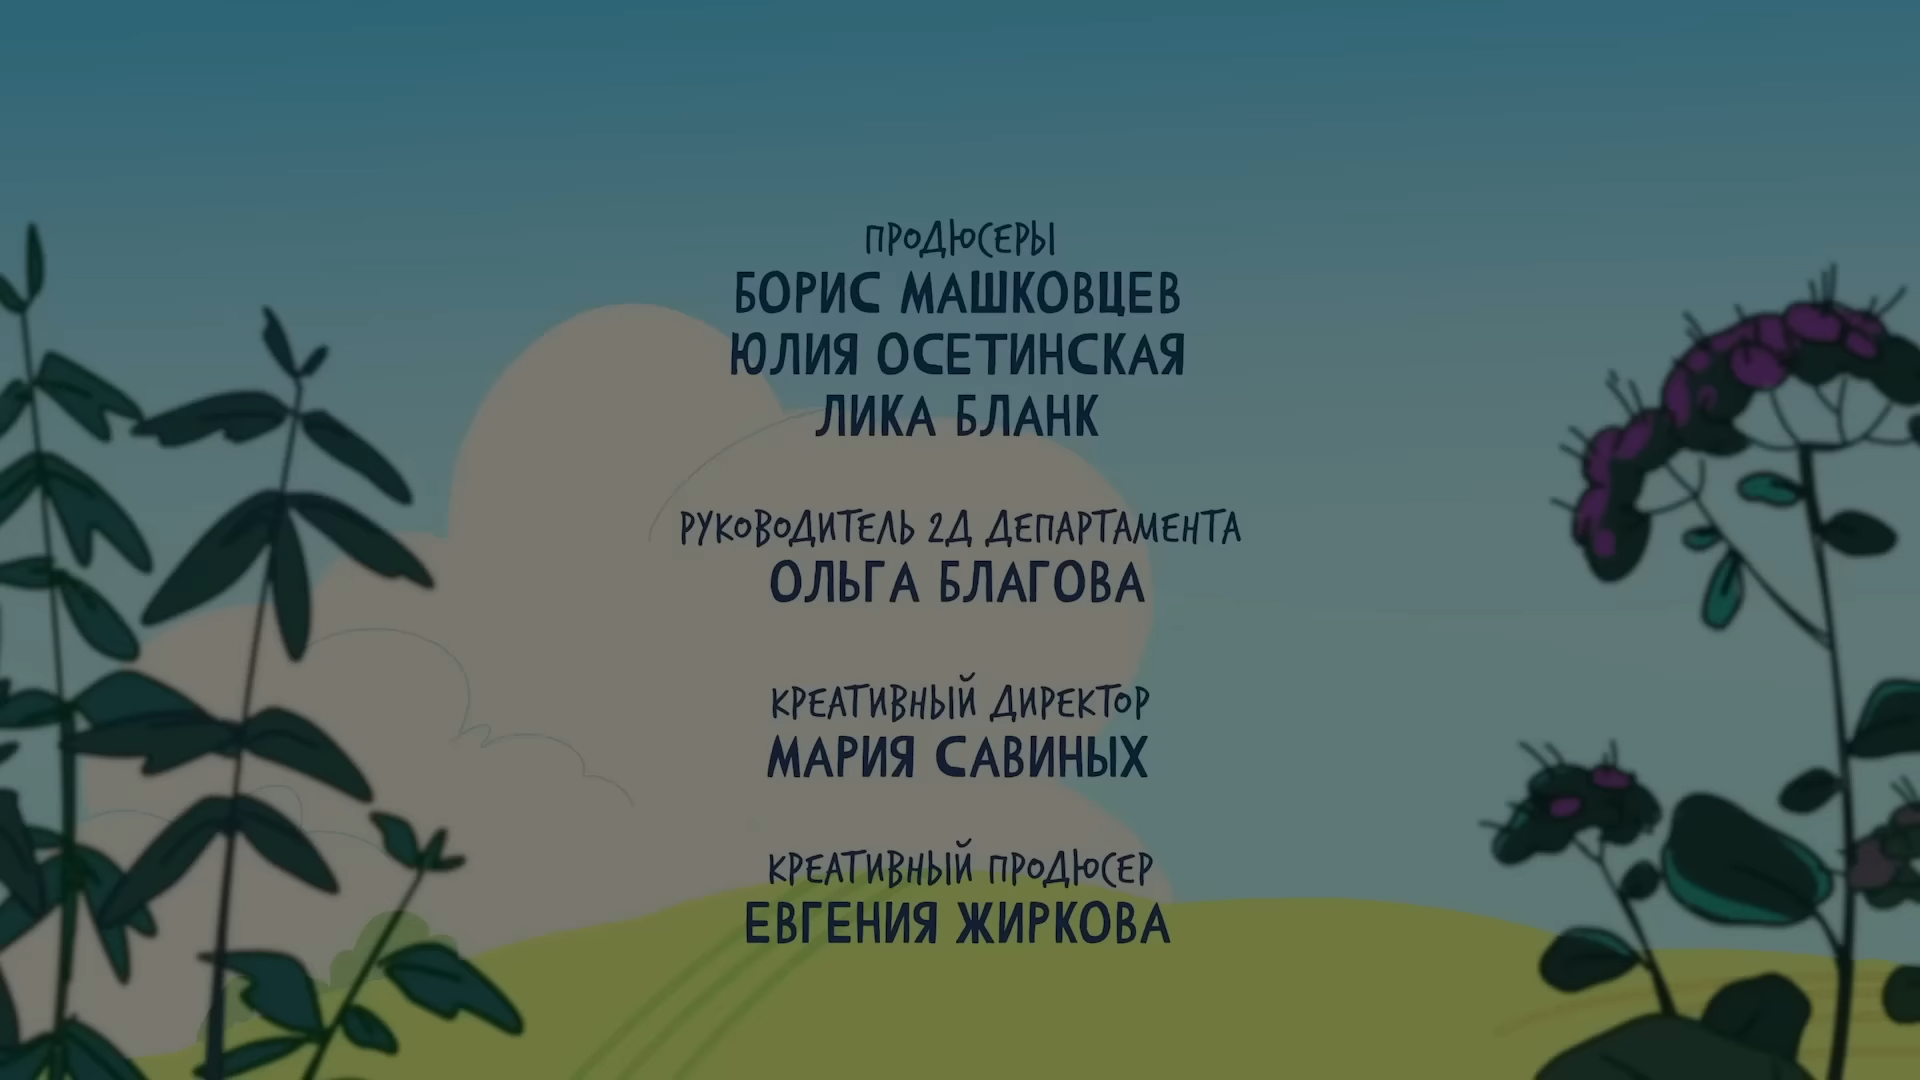 ПРОДЮСЕРЫ
БОРИС МАШКОВЦЕВ
ЮЛИЯ ОСЕТИНСКАЯ
ЛИКА БЛАНК
РУКОВОДИТЕЛЬ 2Д ДЕПАРТАМЕНТА
ОЛЬГА БЛАГОВА
КРЕАТИВНЫЙ ДИРЕКТОР
МАРИЯ САВИНЫХ
КРЕАТИВНЫЙ ПРОДЮСЕР
ЕВГЕНИЯ ЖИРКОВА